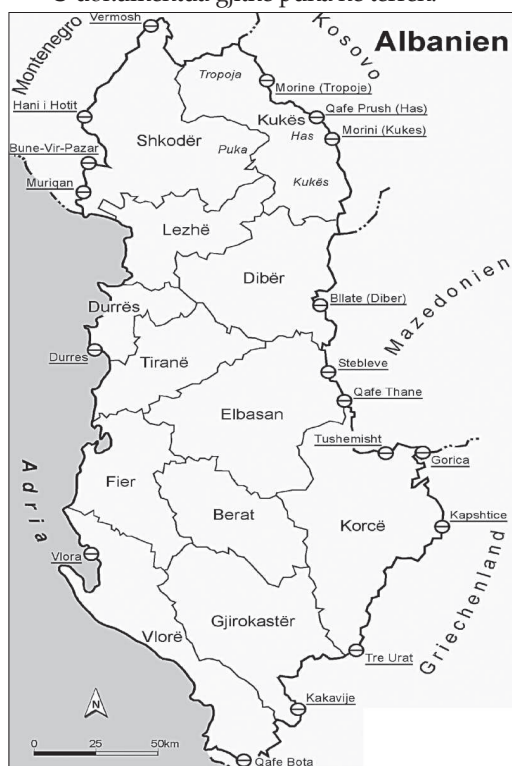 Vermosh
Kosovo
Albanien
Montenegro
Tropoja
Morine (Tropoje)
Hani i Hotit
Kukës
Qafe Prush (Has)
Has
Morini (Kukes)
Shkodër
Puka
Bune-Vir-Pazar
Muriqan
Kukës
Lezhë
Dibër
Mazedonien
Durrës
Bllate (Diber)
Durres
Tiranë
Stebleve
Qafe Thane
Elbasan
Tushemisht
Gorica
Adria
Fier
Berat
Korcë
Kapshtice
Vlora
Griechenland
Gjirokastër
Vlorë
Tre Urat
Kakavije
N
0 25 50km
Qafe Bota